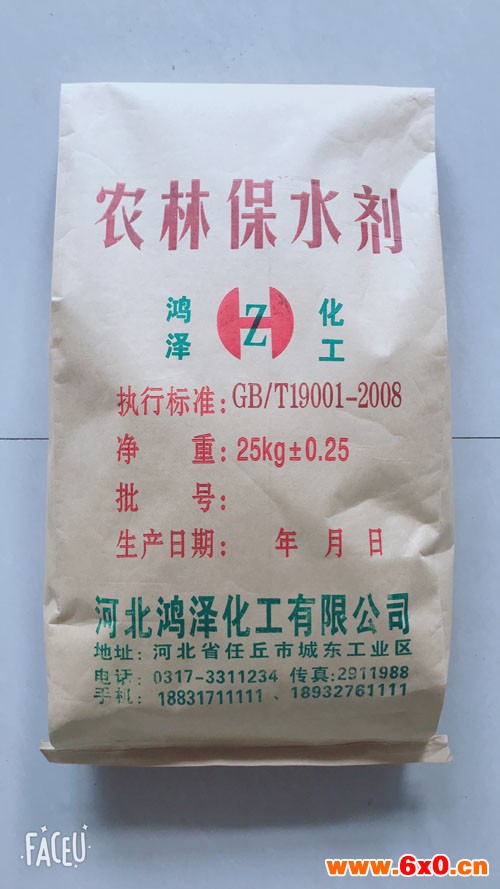 农林保水剂
鸿泽 HZ 化工
执行标准:GB/T19001-2008
净 重:25kg±0.25
批 号:
生产日期: 年 月 日
河北鸿泽化工有限公司
地址:河北省任丘市城东工业区
电话:0317-3311234 传真:2911988
手机:18831711111、18932761111
FACEU
www.6x0.cn